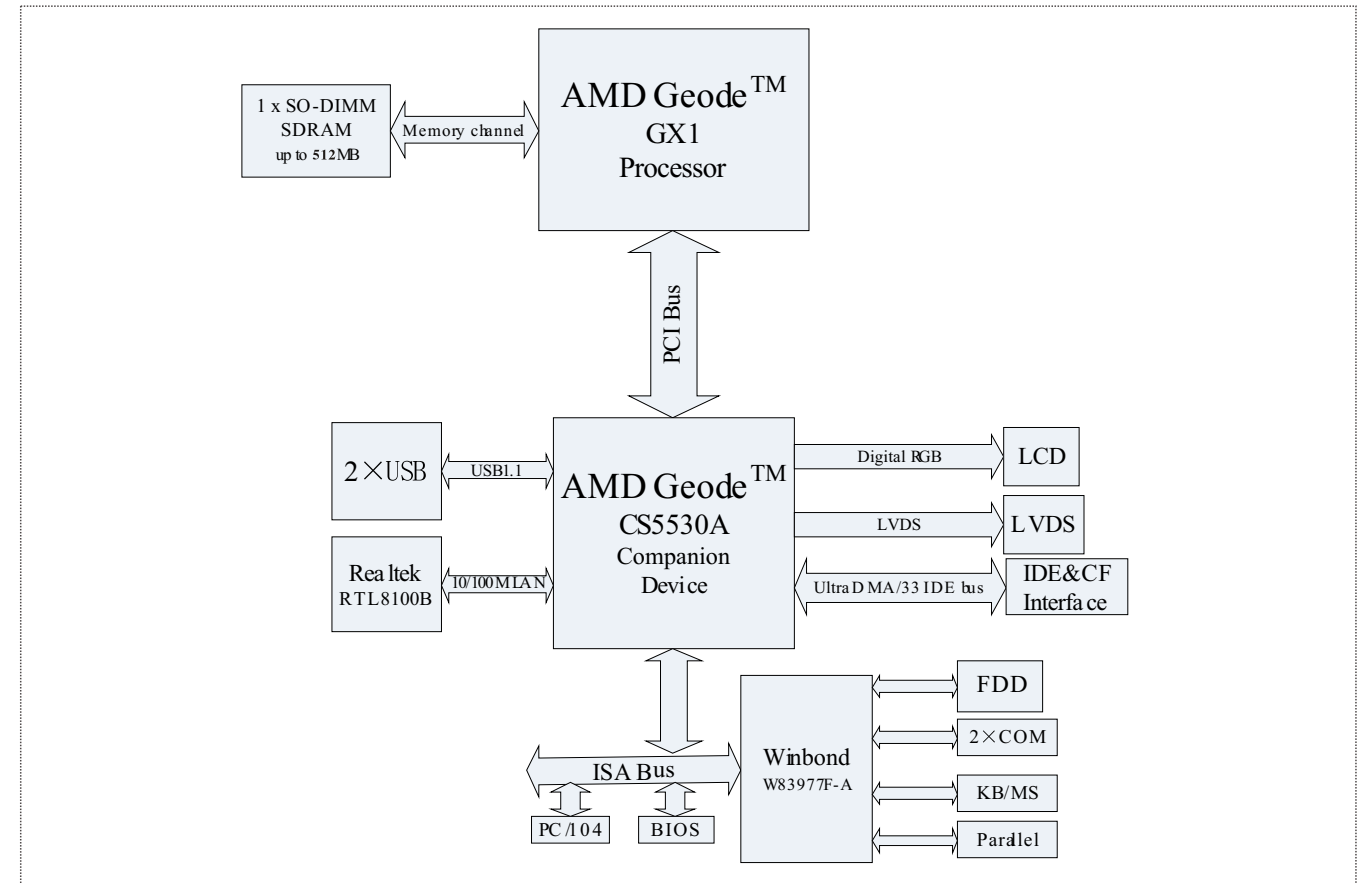 AMD Geode™
GX1
Processor
1 x SO-DIMM
SDRAM
up to 512MB
Memory channel
PCI Bus
2×USB
USB1.1
AMD Geode™
CS5530A
Companion
Device
Digital RGB
LCD
LVDS
LVDS
Realtek
RTL8100B
10/100M LAN
UltraDMA/33 IDE bus
IDE&CF
Interface
ISA Bus
PC/104
BIOS
Winbond
W83977F-A
FDD
2×COM
KB/MS
Parallel